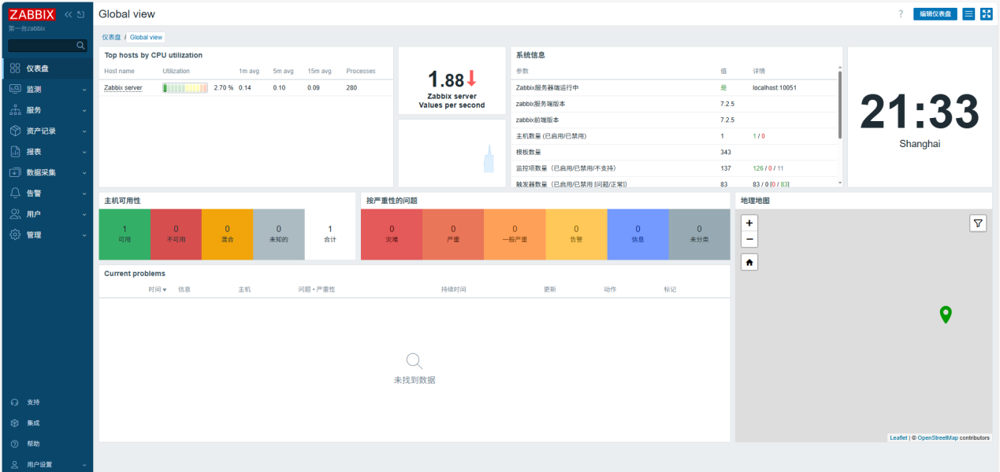 ZABBIX
第一台zabbix
仪表盘
监测
服务
资产记录
报表
数据采集
告警
用户
管理
支持
集成
帮助
用户设置
Global view
? 编辑仪表盘
仪表盘 / Global view
Top hosts by CPU utilization
Host name Utilization 1m avg 5m avg 15m avg Processes
Zabbix server 2.70 % 0.14 0.10 0.09 280
1.88
Zabbix server
Values per second
系统信息
参数 值 详情
Zabbix服务器端运行中 是 localhost:10051
zabbix服务端版本 7.2.5
zabbix前端版本 7.2.5
主机数量 (已启用/已禁用) 1 1 / 0
模板数量 343
监控项数量（已启用/已禁用/不支持） 137 126 / 0 / 11
触发器数量（已启用/已禁用 [问题/正常]） 83 83 / 0 [0 / 83]
21:33
Shanghai
主机可用性
1 0 0 0 1
可用 不可用 混合 未知的 合计
按严重性的问题
0 0 0 0 0 0
灾难 严重 一般严重 告警 信息 未分类
Current problems
时间 信息 主机 问题 • 严重性 持续时间 更新 动作 标记
未找到数据
地理地图
+
−
Leaflet | © OpenStreetMap contributors